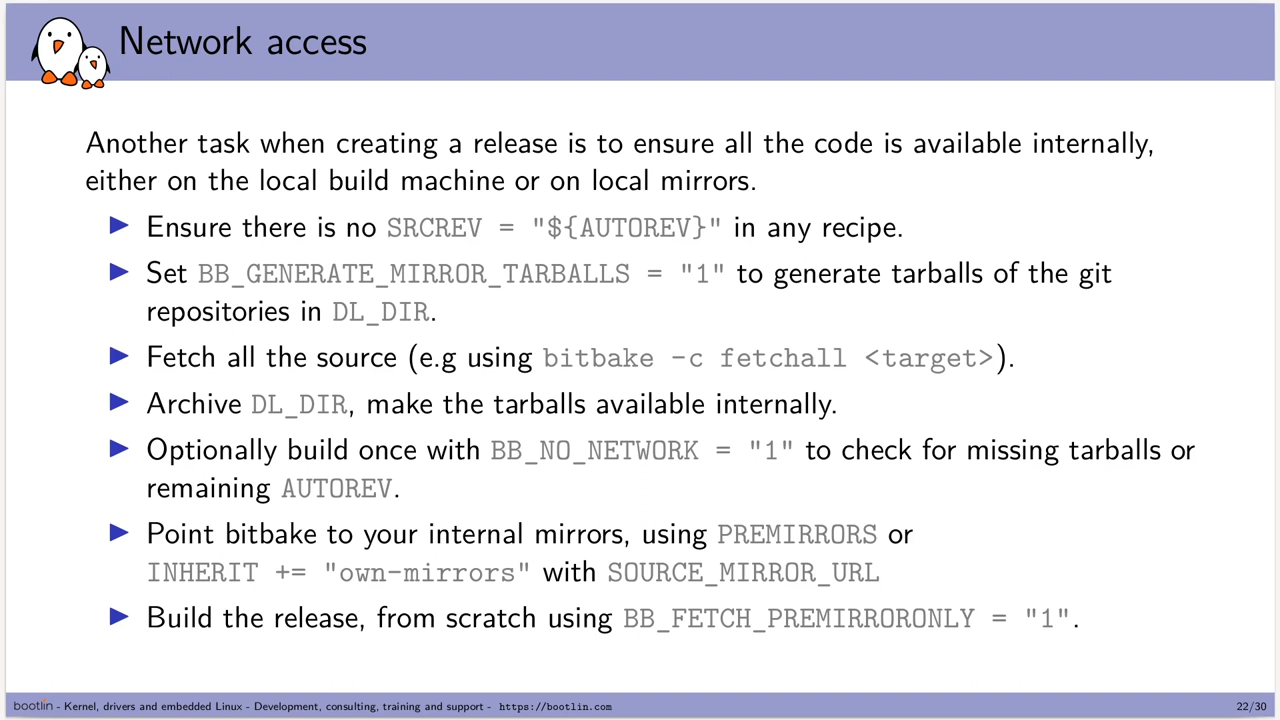 Network access
Another task when creating a release is to ensure all the code is available internally,
either on the local build machine or on local mirrors.
▶ Ensure there is no SRCREV = "${AUTOREV}" in any recipe.
▶ Set BB_GENERATE_MIRROR_TARBALLS = "1" to generate tarballs of the git
repositories in DL_DIR.
▶ Fetch all the source (e.g using bitbake -c fetchall <target>).
▶ Archive DL_DIR, make the tarballs available internally.
▶ Optionally build once with BB_NO_NETWORK = "1" to check for missing tarballs or
remaining AUTOREV.
▶ Point bitbake to your internal mirrors, using PREMIRRORS or
INHERIT += "own-mirrors" with SOURCE_MIRROR_URL
▶ Build the release, from scratch using BB_FETCH_PREMIRRORONLY = "1".
bootlin - Kernel, drivers and embedded Linux - Development, consulting, training and support - https://bootlin.com 22/30